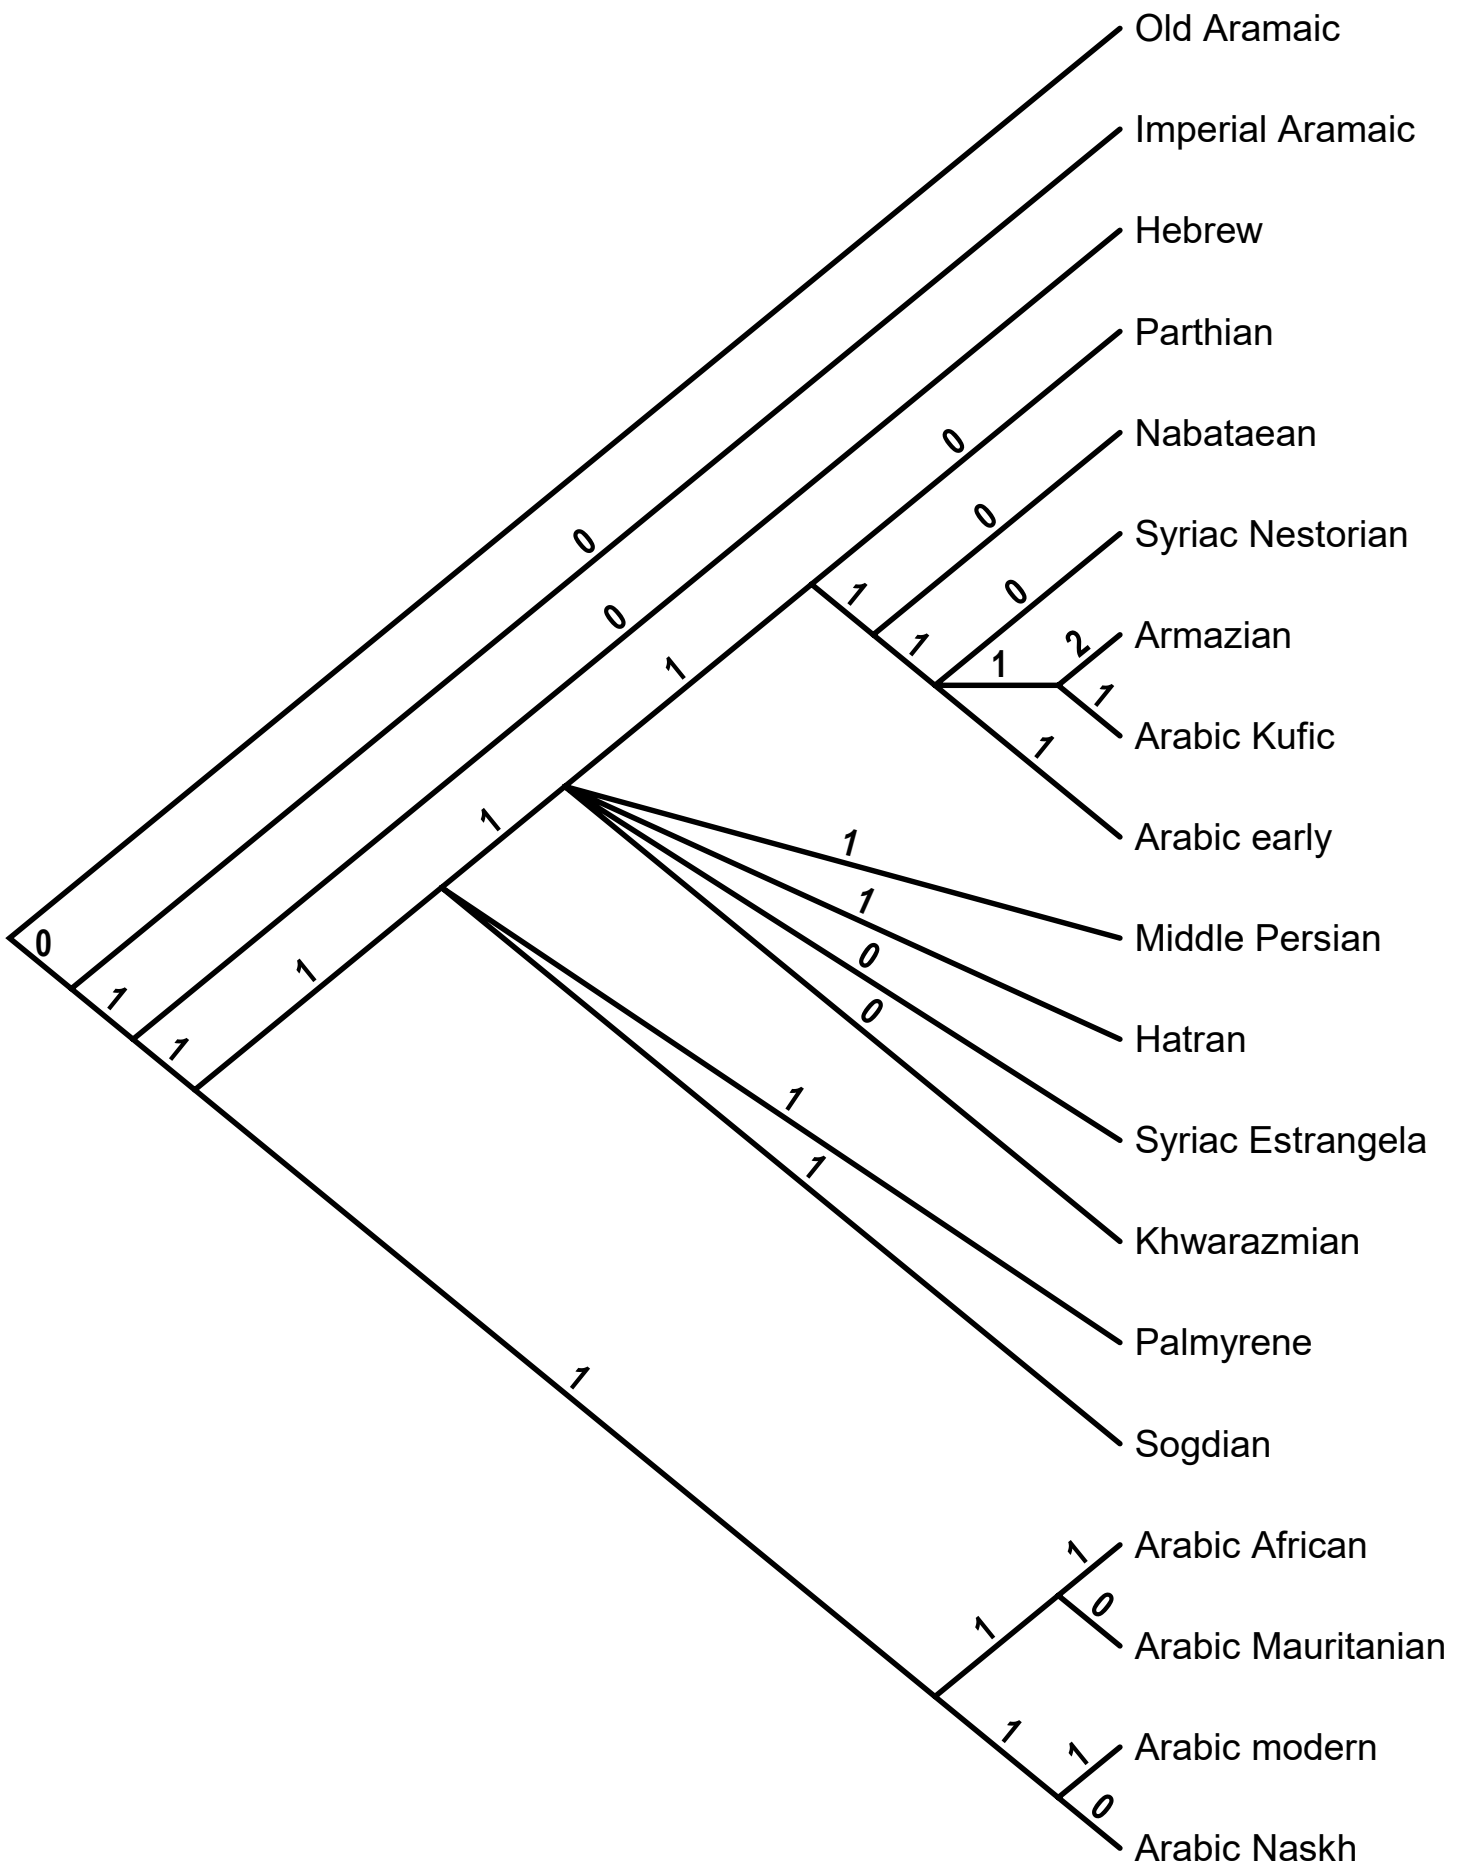 Old Aramaic
Imperial Aramaic
Hebrew
Parthian
0
Nabataean
0
Syriac Nestorian
0
0
1
Armazian
2
0
1
1
1
1
Arabic Kufic
1
Arabic early
1
1
Middle Persian
1
0
1
0
1
0
Hatran
1
1
Syriac Estrangela
1
Khwarazmian
Palmyrene
1
Sogdian
Arabic African
1
0
1
Arabic Mauritanian
1
Arabic modern
1
0
Arabic Naskh